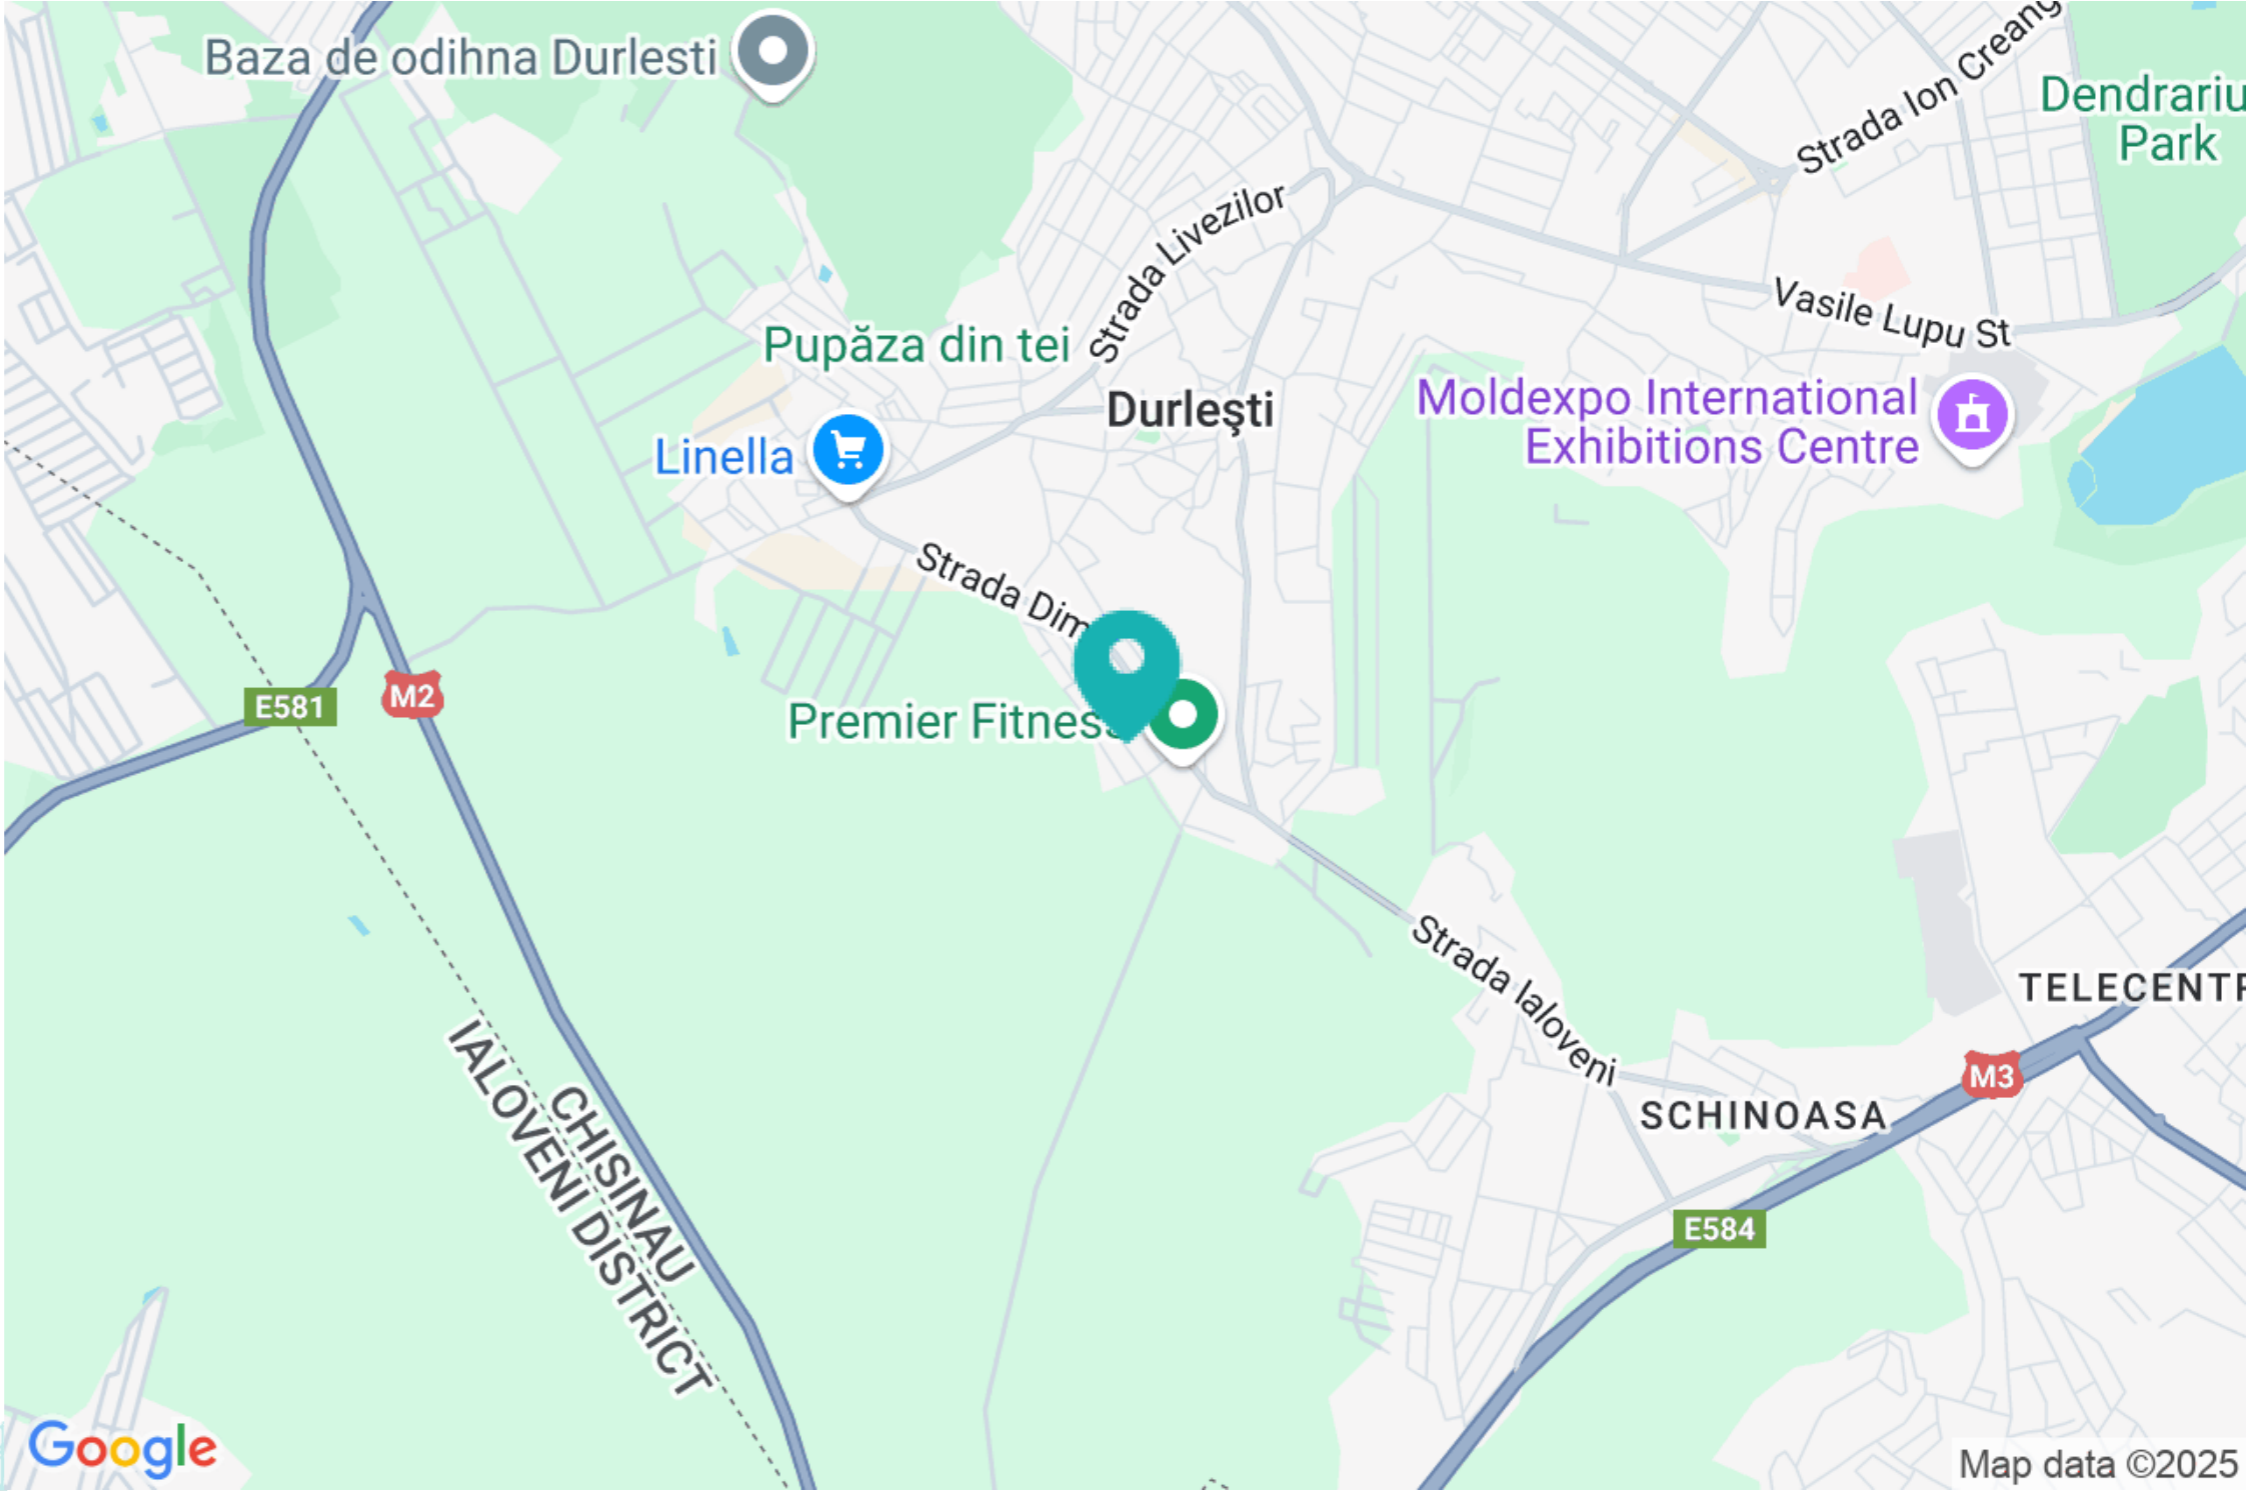 Baza de odihna Durlesti
Strada Ion Creang
Dendrariu
Park
Strada Livezilor
Vasile Lupu St
Pupăza din tei
Durleşti
Moldexpo International
Exhibitions Centre
Linella
Strada Dim
E581
M2
Premier Fitness
Strada Ialoveni
TELECENTR
M3
SCHINOASA
CHISINAU
IALOVENI DISTRICT
E584
Google
Map data ©2025